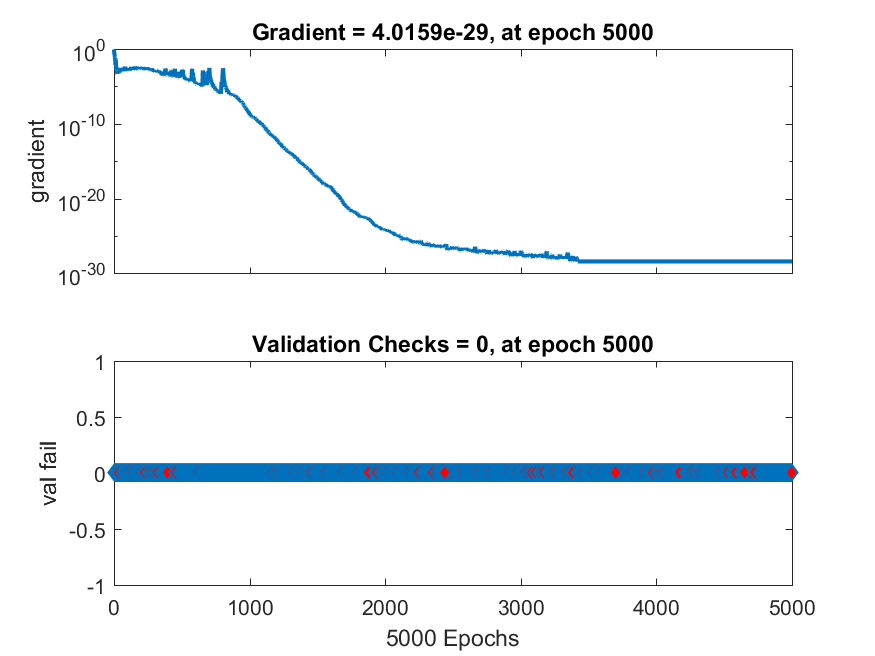 Gradient = 4.0159e-29, at epoch 5000
10^0
10^-10
10^-20
10^-30
gradient
Validation Checks = 0, at epoch 5000
1
0.5
0
-0.5
-1
val fail
0 1000 2000 3000 4000 5000
5000 Epochs